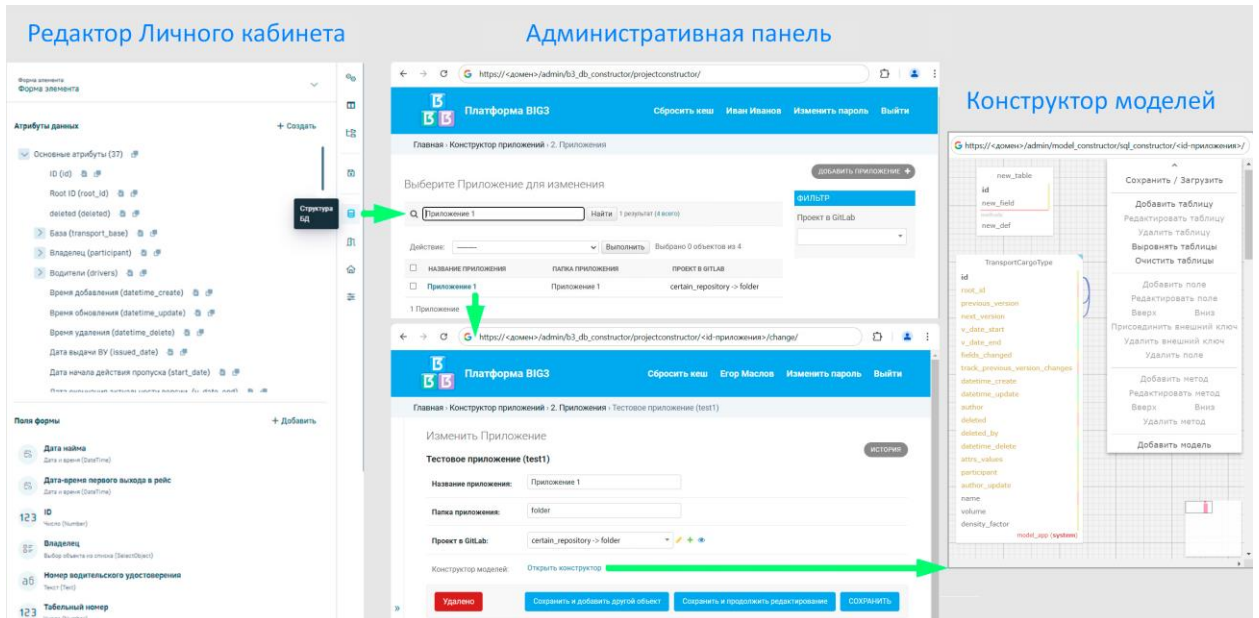 Редактор Личного кабинета
Форма элемента
Форма элемента
Атрибуты данных
+ Создать
Основные атрибуты (37)
ID (id)
Root ID (root_id)
deleted (deleted)
База (transport_base)
Владелец (participant)
Водители (drivers)
Время добавления (datetime_create)
Время обновления (datetime_update)
Время удаления (datetime_delete)
Дата выдачи ВУ (issued_date)
Дата начала действия пропуска (start_date)
Структура БД
Поля формы
+ Добавить
Дата найма
Дата и время (DateTime)
Дата-время первого выхода в рейс
Дата и время (DateTime)
123 ID
Число (Number)
Владелец
Выбор объекта из списка (SelectObject)
аб Номер водительского удостоверения
Текст (Text)
123 Табельный номер
Административная панель
https://<домен>/admin/b3_db_constructor/projectconstructor/
Платформа BIG3
Сбросить кеш Иван Иванов Изменить пароль Выйти
Главная › Конструктор приложений › 2. Приложения
ДОБАВИТЬ ПРИЛОЖЕНИЕ +
Выберите Приложение для изменения
ФИЛЬТР
Приложение 1 Найти 1 результат (4 всего)
Проект в GitLab
Действие: -------- Выполнить Выбрано 0 объектов из 4
НАЗВАНИЕ ПРИЛОЖЕНИЯ ПАПКА ПРИЛОЖЕНИЯ ПРОЕКТ В GITLAB
Приложение 1 Приложение 1 certain_repository -> folder
1 Приложение
https://<домен>/admin/b3_db_constructor/projectconstructor/<id-приложения>/change/
Платформа BIG3
Сбросить кеш Егор Маслов Изменить пароль Выйти
Главная › Конструктор приложений › 2. Приложения › Тестовое приложение (test1)
Изменить Приложение
Тестовое приложение (test1)
ИСТОРИЯ
Название приложения: Приложение 1
Папка приложения: folder
Проект в GitLab: certain_repository -> folder
Конструктор моделей: Открыть конструктор
Удалено
Сохранить и добавить другой объект
Сохранить и продолжить редактирование
СОХРАНИТЬ
Конструктор моделей
https://<домен>/admin/model_constructor/sql_constructor/<id-приложения>/
new_table
id
new_field
new_def
TransportCargoType
id
root_id
previous_version
next_version
v_date_start
v_date_end
fields_changed
track_previous_version_changes
datetime_create
datetime_update
author
deleted
deleted_by
datetime_delete
attrs_values
participant
author_update
name
volume
density_factor
model_app (system)
Сохранить / Загрузить
Добавить таблицу
Редактировать таблицу
Удалить таблицу
Выровнять таблицы
Очистить таблицы
Добавить поле
Редактировать поле
Вверх Вниз
Присоединить внешний ключ
Удалить внешний ключ
Удалить поле
Добавить метод
Редактировать метод
Вверх Вниз
Удалить метод
Добавить модель